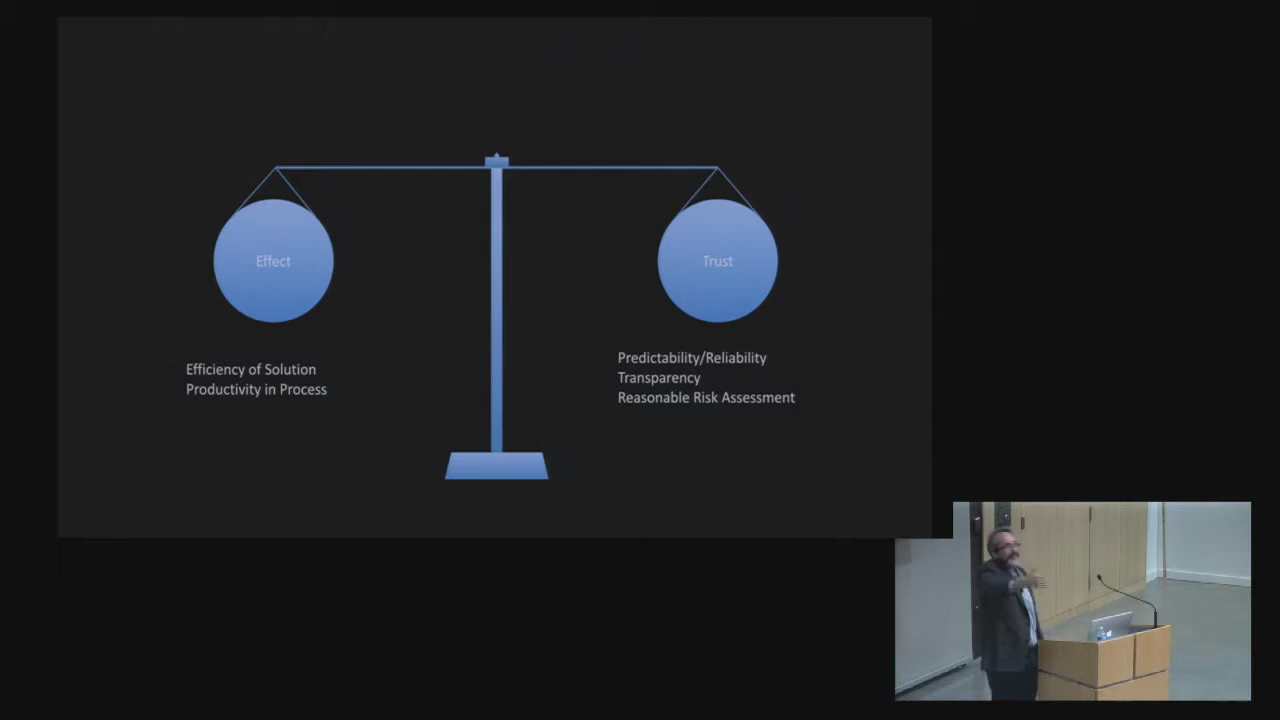 Effect
Trust
Efficiency of Solution
Productivity in Process
Predictability/Reliability
Transparency
Reasonable Risk Assessment